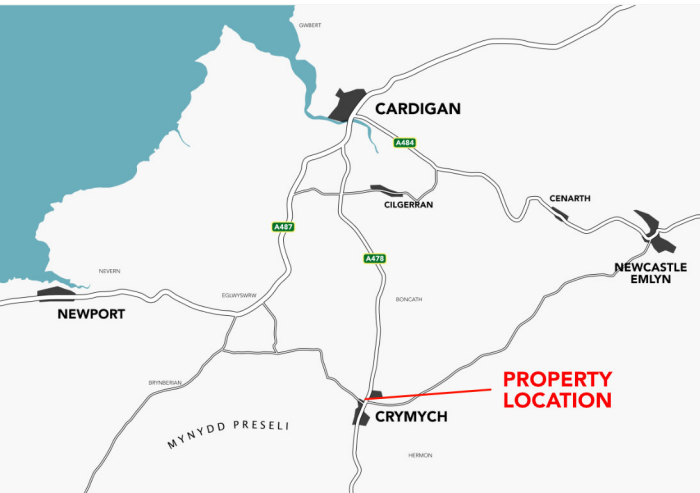 GWBERT
CARDIGAN
A484
CILGERRAN
CENARTH
A487
A478
NEWCASTLE
EMLYN
NEVERN
EGLWYSWRW
BONCATH
NEWPORT
BRYNBERIAN
PROPERTY
LOCATION
CRYMYCH
MYNYDD PRESELI
HERMON